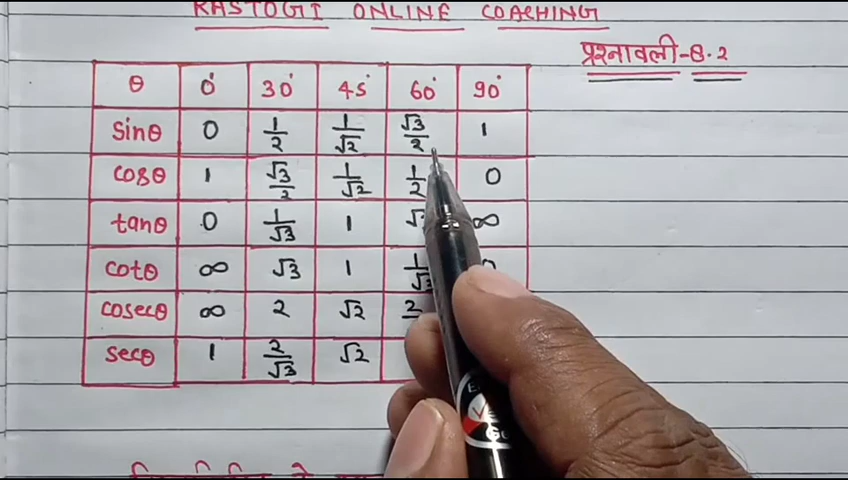 RASTOGI ONLINE COACHING
प्रश्नावली-8.2
θ 0° 30° 45° 60° 90°
sinθ 0 1/2 1/√2 √3/2 1
cosθ 1 √3/2 1/√2 1/2 0
tanθ 0 1/√3 1 ∞
cotθ ∞ √3 1 1/√3
cosecθ ∞ 2 √2
secθ 1 2/√3 √2